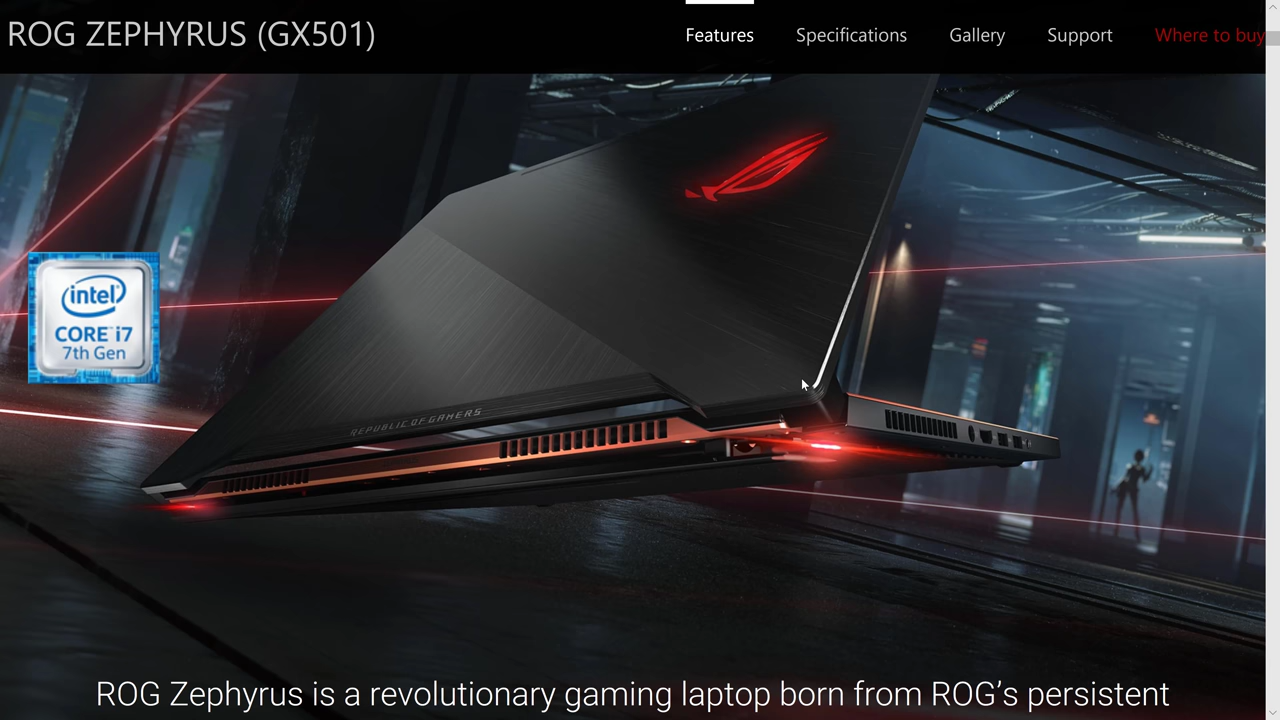 ROG ZEPHYRUS (GX501)
Features
Specifications
Gallery
Support
Where to buy
intel
CORE i7
7th Gen
REPUBLIC OF GAMERS
ROG Zephyrus is a revolutionary gaming laptop born from ROG’s persistent